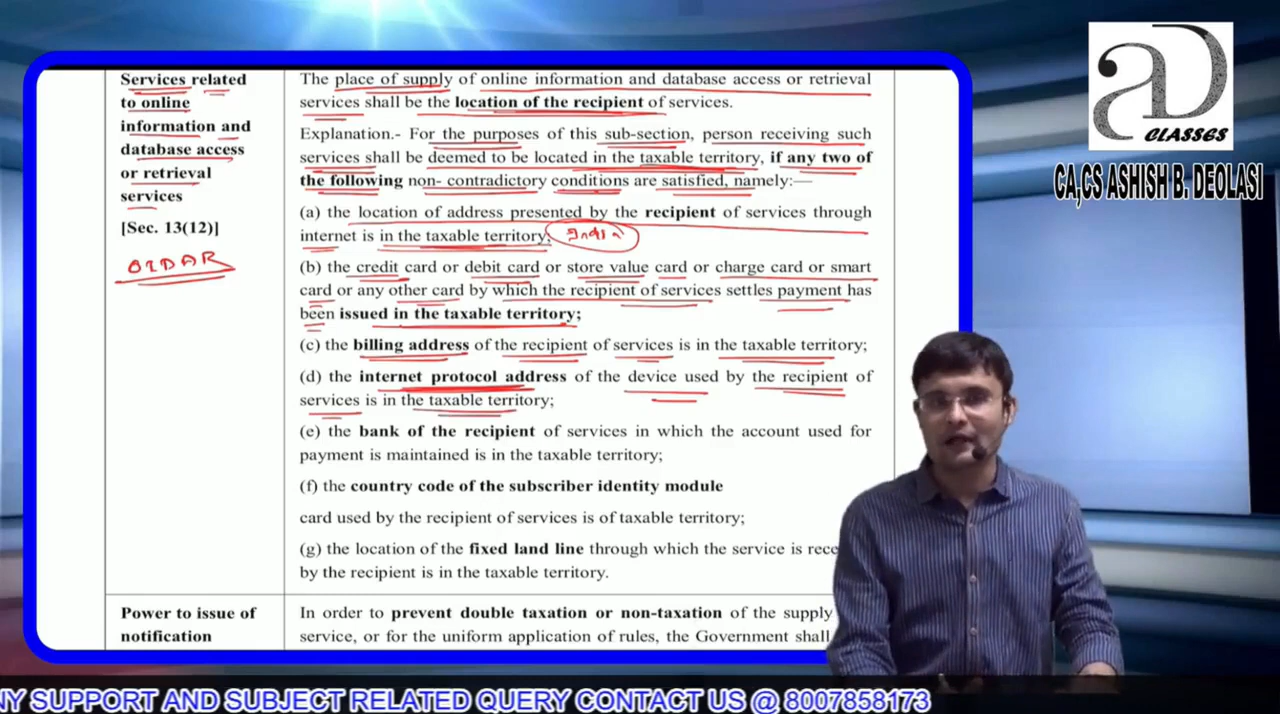 aD
CLASSES
CA,CS ASHISH B. DEOLASI
Services related
to online
information and
database access
or retrieval
services
[Sec. 13(12)]
OIDAR
The place of supply of online information and database access or retrieval
services shall be the location of the recipient of services.
Explanation.- For the purposes of this sub-section, person receiving such
services shall be deemed to be located in the taxable territory, if any two of
the following non- contradictory conditions are satisfied, namely:—
(a) the location of address presented by the recipient of services through
internet is in the taxable territory; India
(b) the credit card or debit card or store value card or charge card or smart
card or any other card by which the recipient of services settles payment has
been issued in the taxable territory;
(c) the billing address of the recipient of services is in the taxable territory;
(d) the internet protocol address of the device used by the recipient of
services is in the taxable territory;
(e) the bank of the recipient of services in which the account used for
payment is maintained is in the taxable territory;
(f) the country code of the subscriber identity module
card used by the recipient of services is of taxable territory;
(g) the location of the fixed land line through which the service is rece
by the recipient is in the taxable territory.
Power to issue of
notification
In order to prevent double taxation or non-taxation of the supply
service, or for the uniform application of rules, the Government shall
NY SUPPORT AND SUBJECT RELATED QUERY CONTACT US @ 8007858173